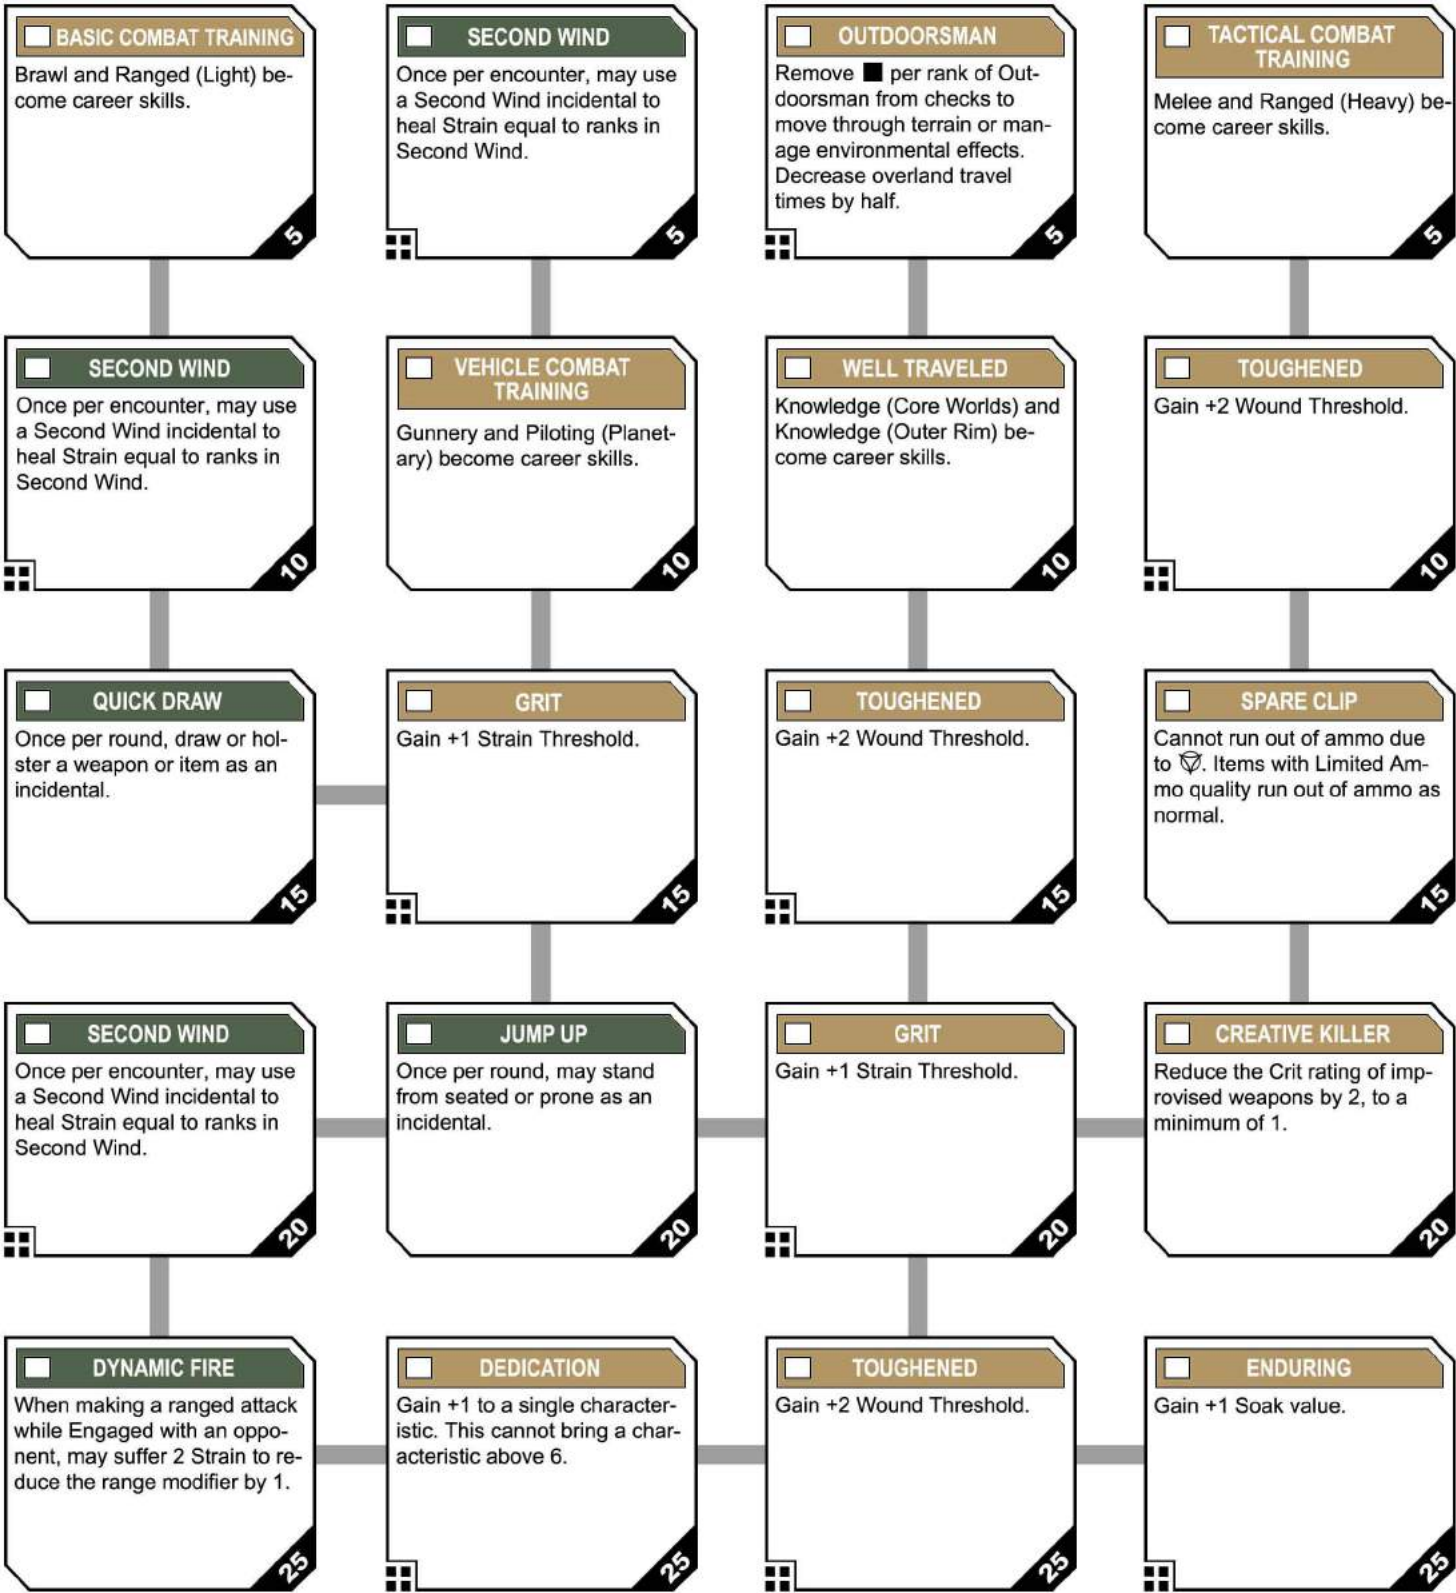 BASIC COMBAT TRAINING
Brawl and Ranged (Light) be-
come career skills.
5
SECOND WIND
Once per encounter, may use
a Second Wind incidental to
heal Strain equal to ranks in
Second Wind.
5
OUTDOORSMAN
Remove ■ per rank of Out-
doorsman from checks to
move through terrain or man-
age environmental effects.
Decrease overland travel
times by half.
5
TACTICAL COMBAT
TRAINING
Melee and Ranged (Heavy) be-
come career skills.
5
SECOND WIND
Once per encounter, may use
a Second Wind incidental to
heal Strain equal to ranks in
Second Wind.
10
VEHICLE COMBAT
TRAINING
Gunnery and Piloting (Planet-
ary) become career skills.
10
WELL TRAVELED
Knowledge (Core Worlds) and
Knowledge (Outer Rim) be-
come career skills.
10
TOUGHENED
Gain +2 Wound Threshold.
10
QUICK DRAW
Once per round, draw or hol-
ster a weapon or item as an
incidental.
15
GRIT
Gain +1 Strain Threshold.
15
TOUGHENED
Gain +2 Wound Threshold.
15
SPARE CLIP
Cannot run out of ammo due
to . Items with Limited Am-
mo quality run out of ammo as
normal.
15
SECOND WIND
Once per encounter, may use
a Second Wind incidental to
heal Strain equal to ranks in
Second Wind.
20
JUMP UP
Once per round, may stand
from seated or prone as an
incidental.
20
GRIT
Gain +1 Strain Threshold.
20
CREATIVE KILLER
Reduce the Crit rating of imp-
rovised weapons by 2, to a
minimum of 1.
20
DYNAMIC FIRE
When making a ranged attack
while Engaged with an oppo-
nent, may suffer 2 Strain to re-
duce the range modifier by 1.
25
DEDICATION
Gain +1 to a single character-
istic. This cannot bring a char-
acteristic above 6.
25
TOUGHENED
Gain +2 Wound Threshold.
25
ENDURING
Gain +1 Soak value.
25